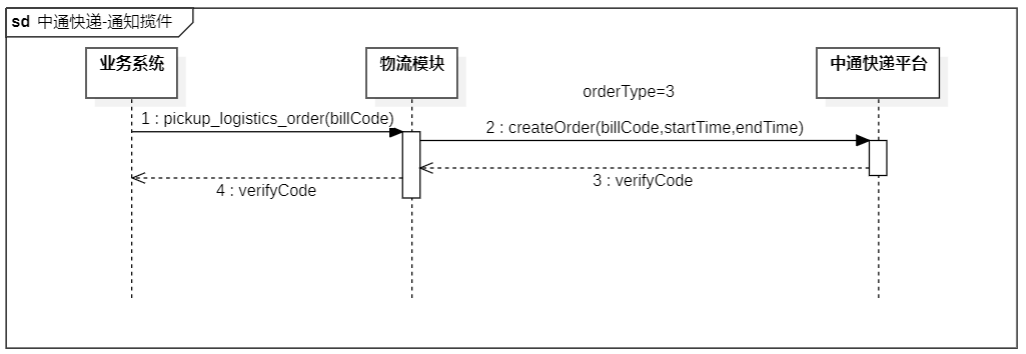 sd 中通快递-通知揽件
业务系统
物流模块
中通快递平台
orderType=3
1 : pickup_logistics_order(billCode)
2 : createOrder(billCode,startTime,endTime)
3 : verifyCode
4 : verifyCode